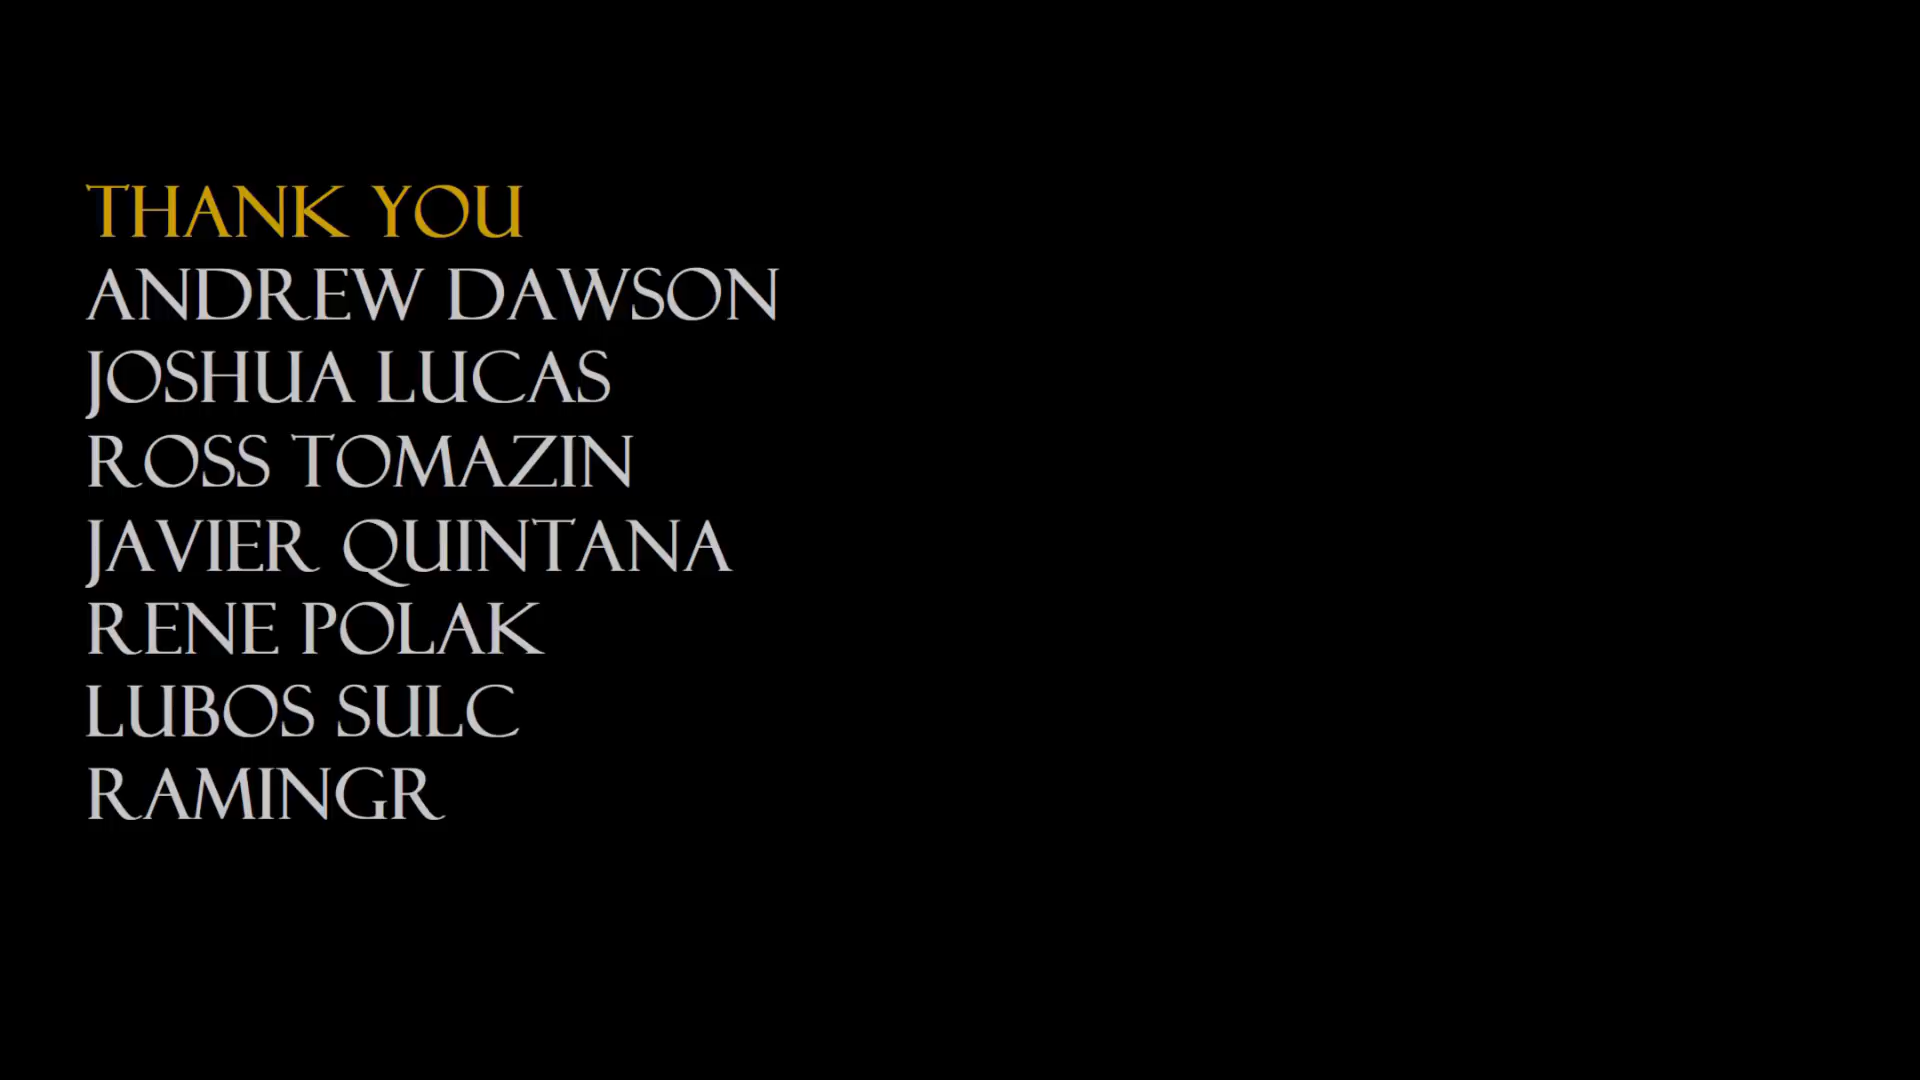 THANK YOU
ANDREW DAWSON
JOSHUA LUCAS
ROSS TOMAZIN
JAVIER QUINTANA
RENE POLAK
LUBOS SULC
RAMINGR